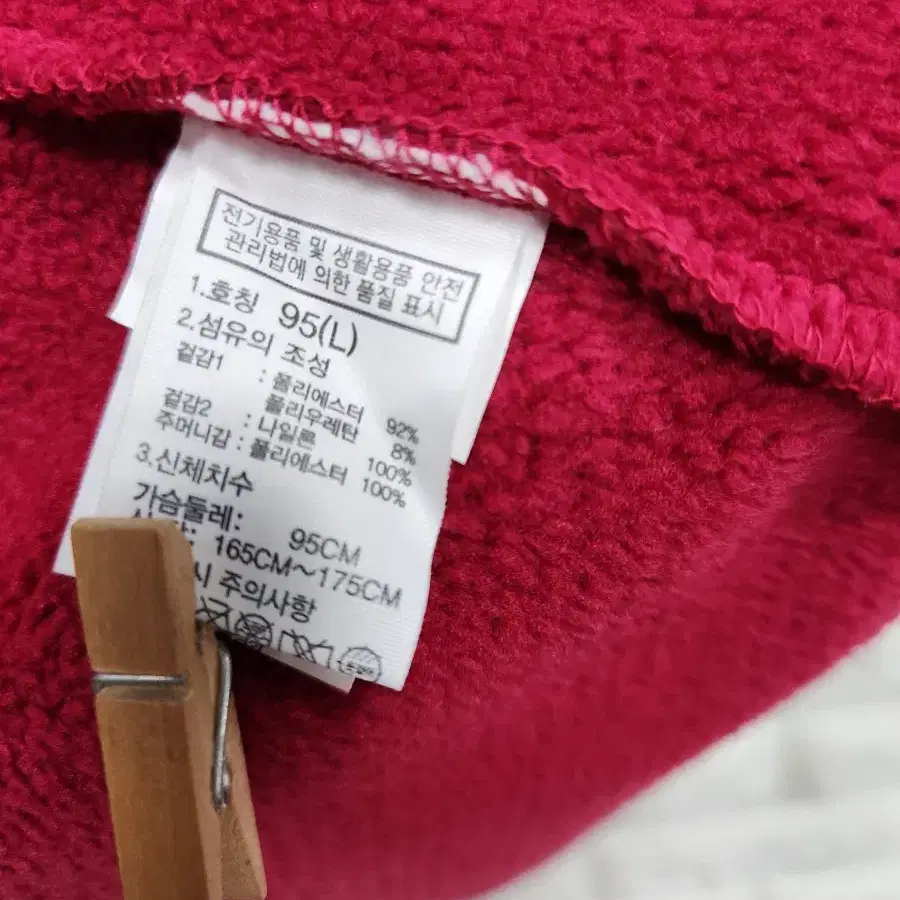 전기용품 및 생활용품 안전
관리법에 의한 품질 표시
1.호칭 95(L)
2.섬유의 조성
겉감1 : 폴리에스터 92%
폴리우레탄 8%
겉감2 : 나일론 100%
주머니감 : 폴리에스터 100%
3.신체치수
가슴둘레: 95CM
: 165CM~175CM
시 주의사항